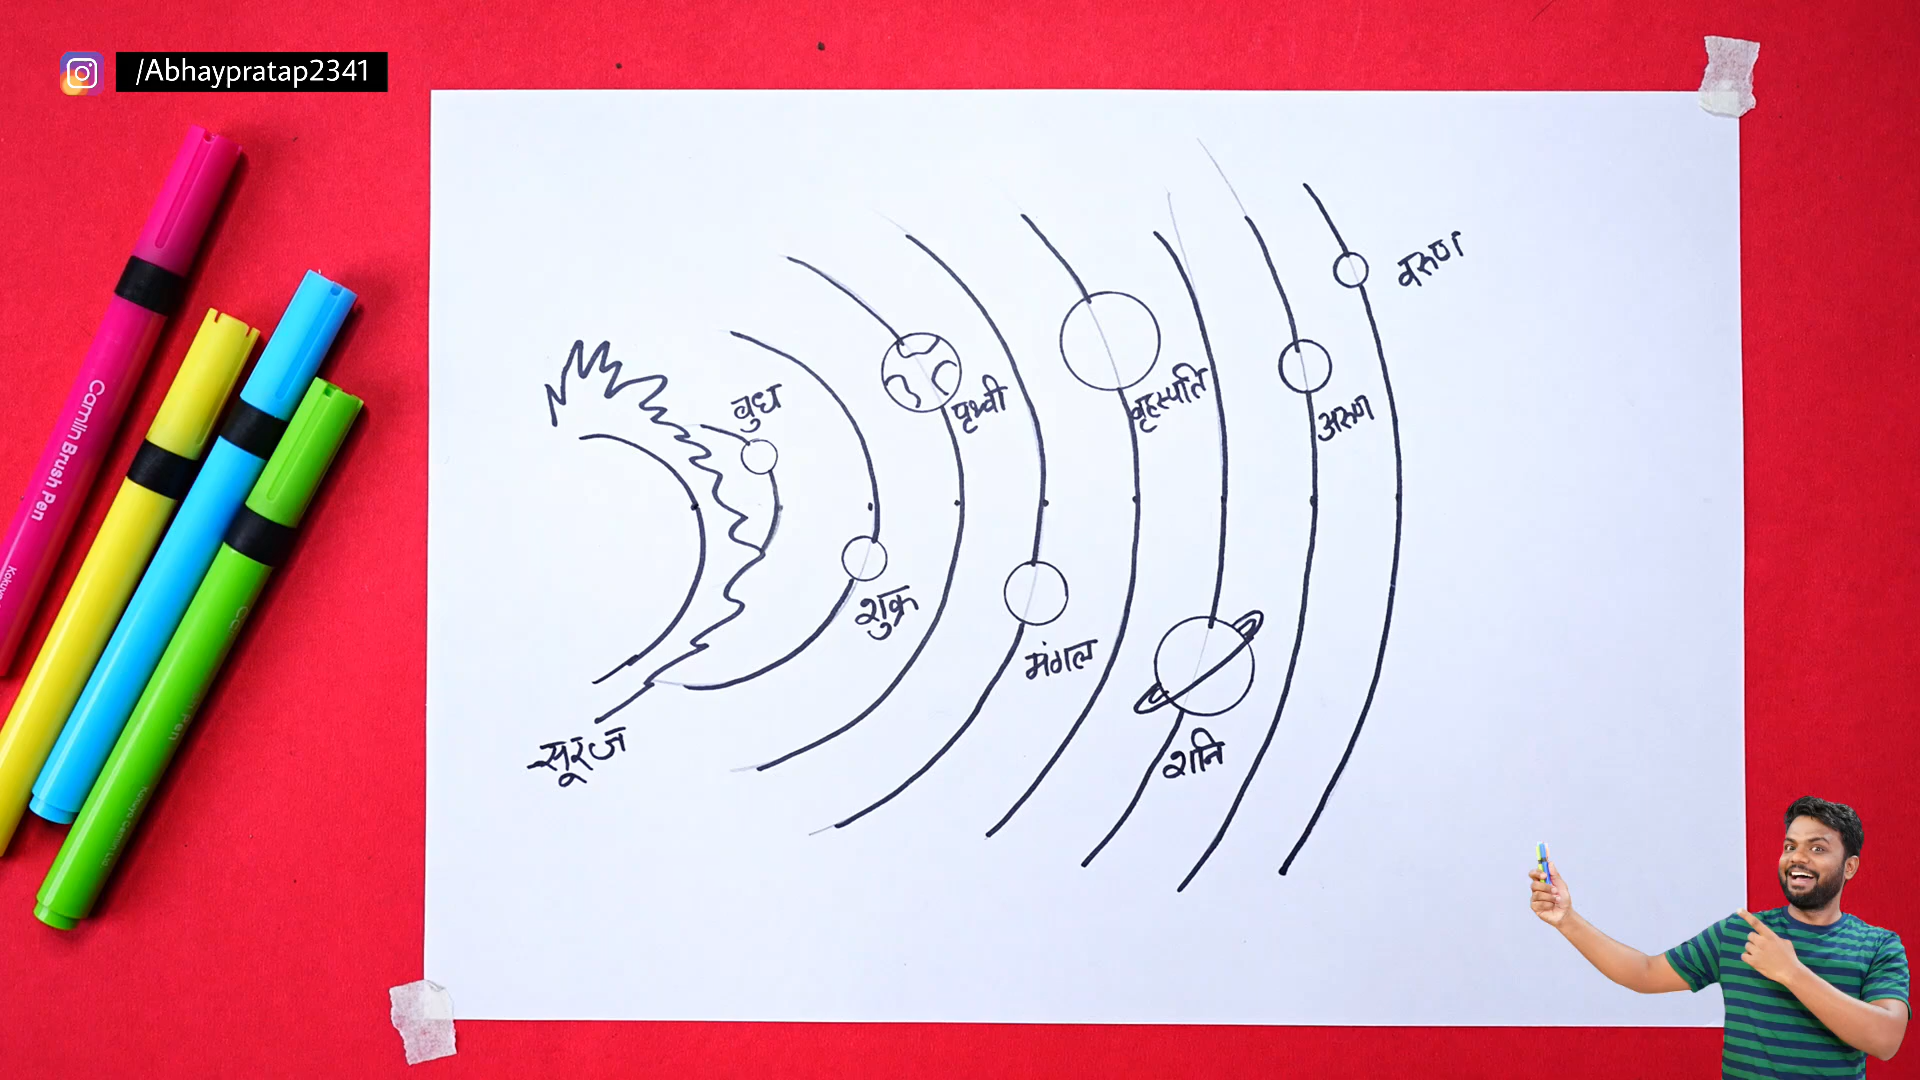 /Abhaypratap2341
वरुण
बुध
पृथ्वी
बृहस्पति
अरुण
शुक्र
मंगल
शनि
सूरज
Camlin Brush Pen